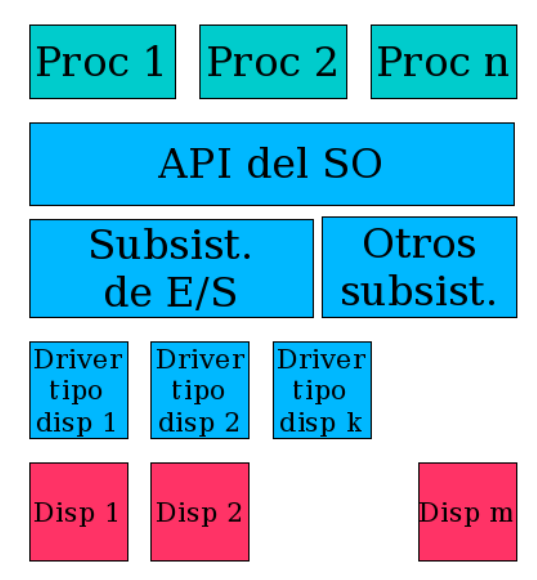 Proc 1
Proc 2
Proc n
API del SO
Subsist.
de E/S
Otros
subsist.
Driver
tipo
disp 1
Driver
tipo
disp 2
Driver
tipo
disp k
Disp 1
Disp 2
Disp m